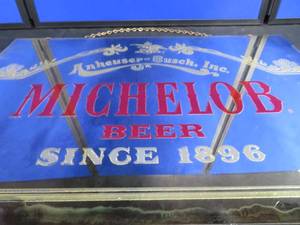 Anheuser-Busch, Inc.
MICHELOB
BEER
SINCE 1896